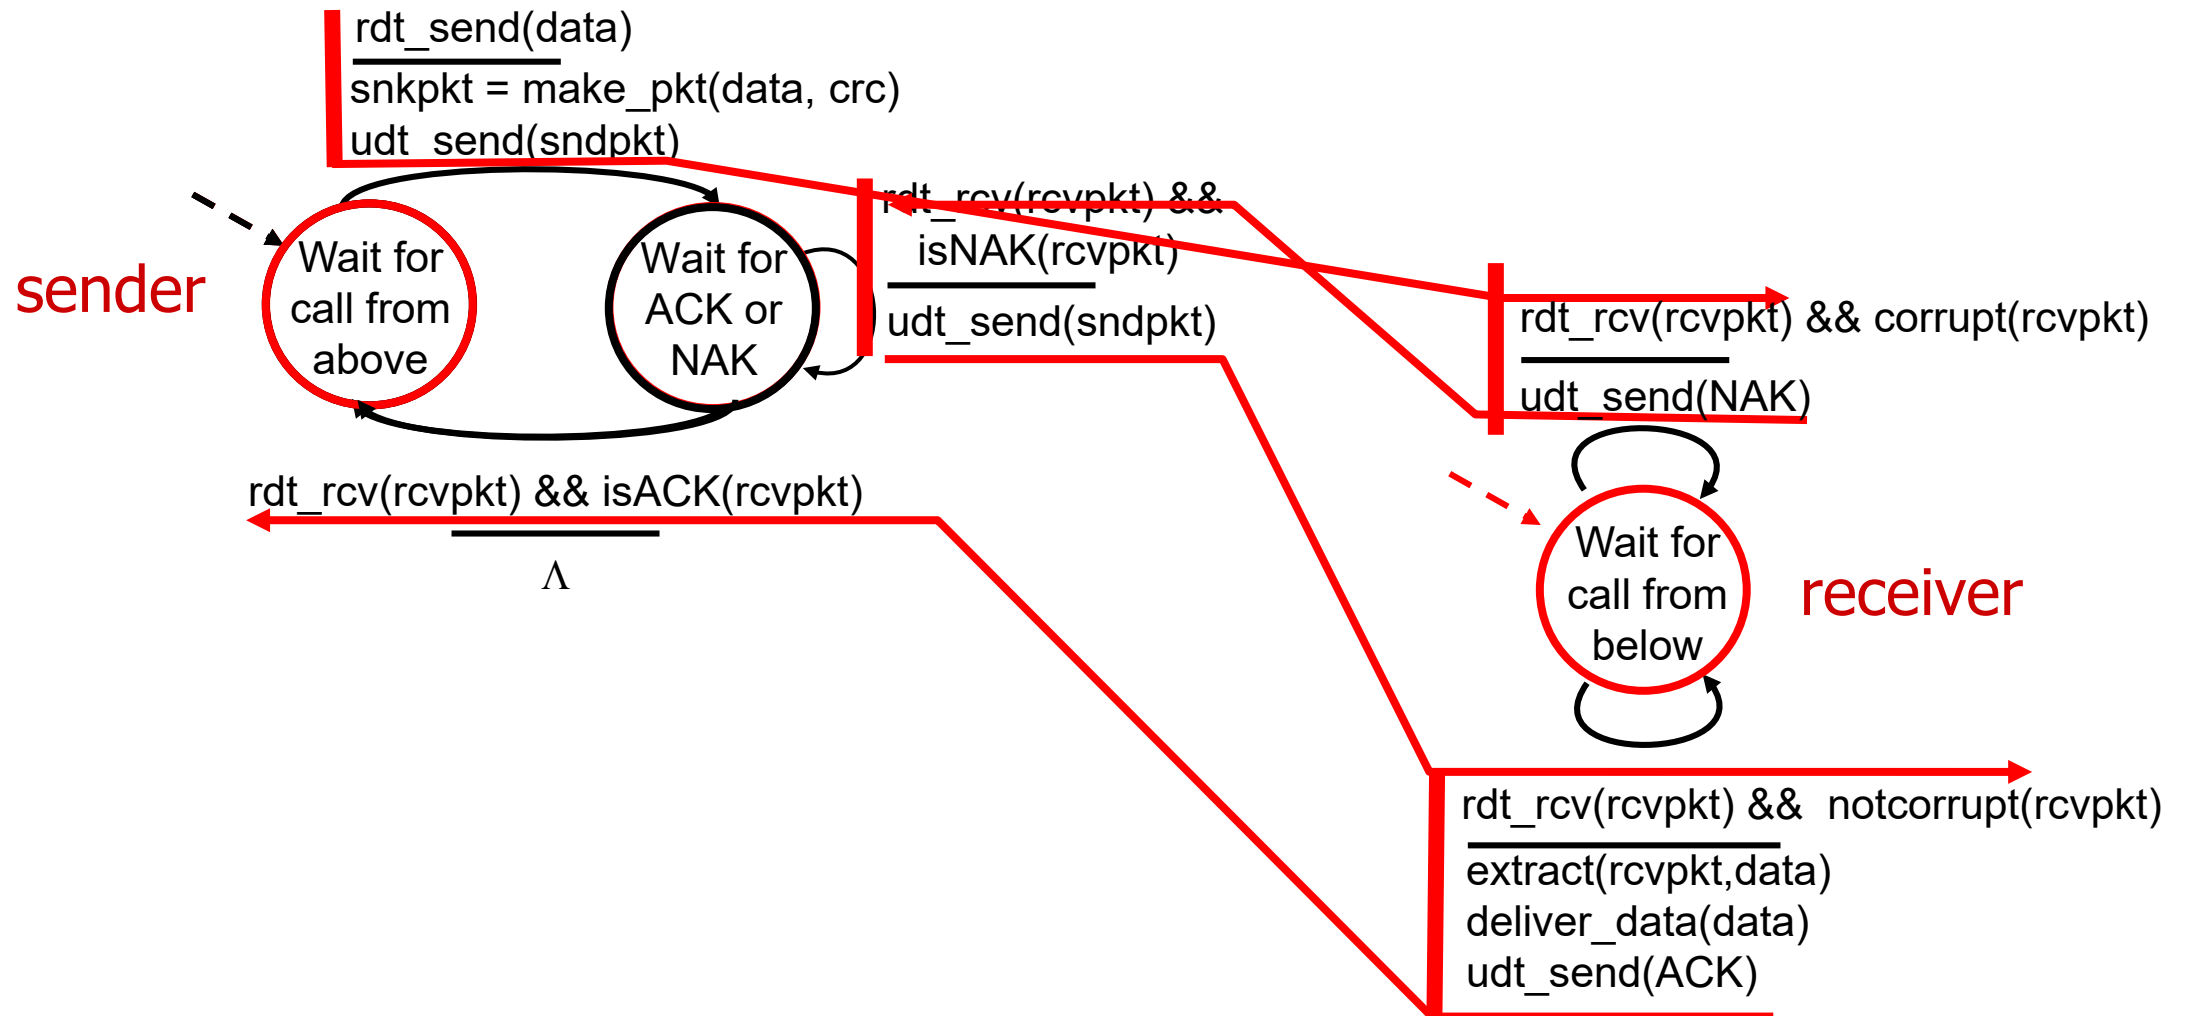 rdt_send(data)
snkpkt = make_pkt(data, crc)
udt_send(sndpkt)
sender
Wait for
call from
above
Wait for
ACK or
NAK
rdt_rcv(rcvpkt) &&
isNAK(rcvpkt)
udt_send(sndpkt)
rdt_rcv(rcvpkt) && isACK(rcvpkt)
Λ
rdt_rcv(rcvpkt) && corrupt(rcvpkt)
udt_send(NAK)
Wait for
call from
below
receiver
rdt_rcv(rcvpkt) && notcorrupt(rcvpkt)
extract(rcvpkt,data)
deliver_data(data)
udt_send(ACK)